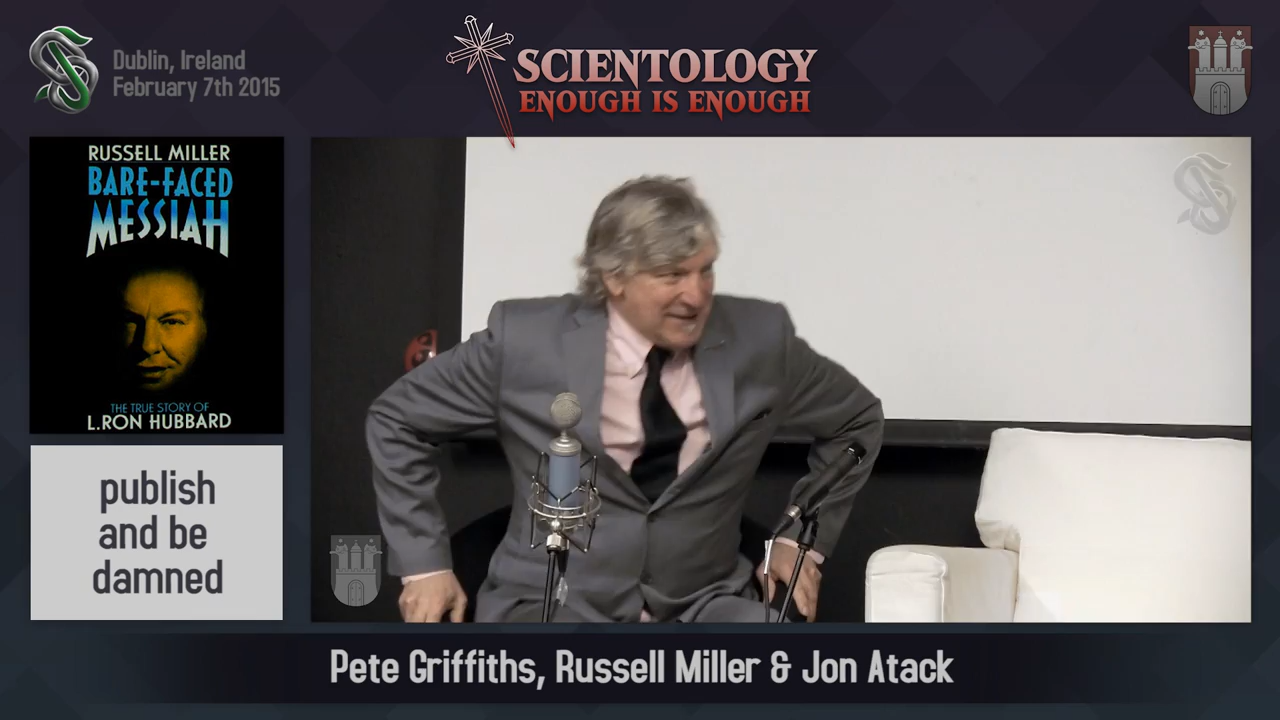 Dublin, Ireland
February 7th 2015
SCIENTOLOGY
ENOUGH IS ENOUGH
RUSSELL MILLER
BARE-FACED
MESSIAH
THE TRUE STORY OF
L.RON HUBBARD
publish
and be
damned
Pete Griffiths, Russell Miller & Jon Atack